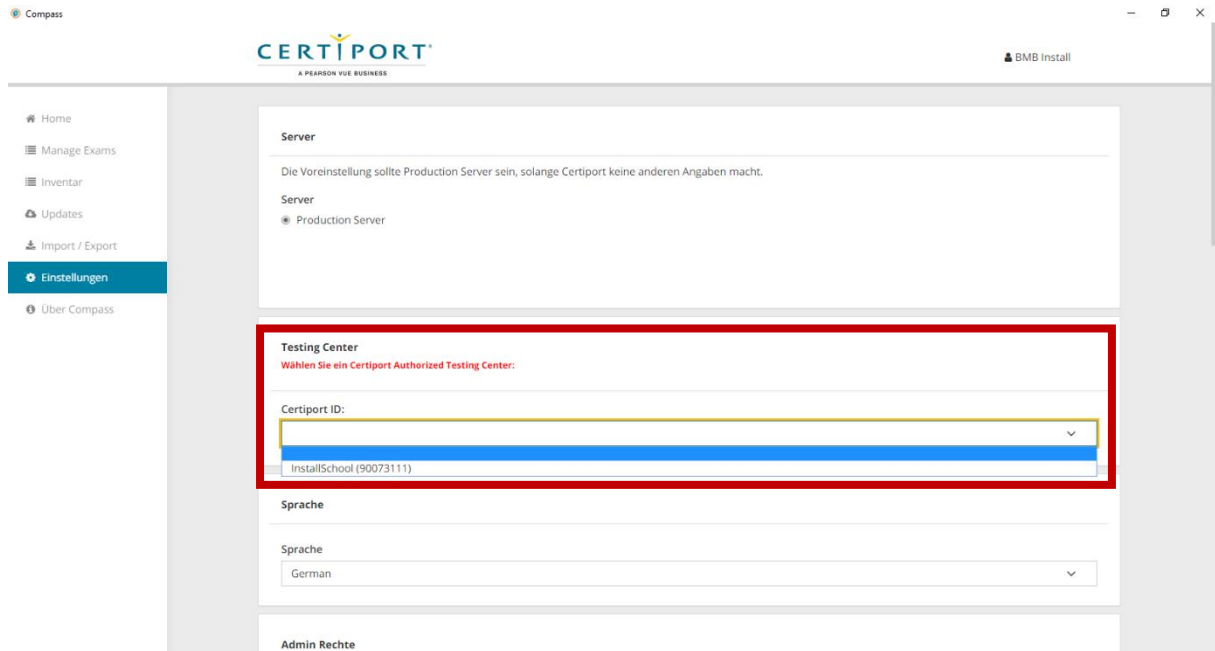 Compass
CERTIPORT
A PEARSON VUE BUSINESS
BMB Install
Home
Manage Exams
Inventar
Updates
Import / Export
Einstellungen
Über Compass
Server
Die Voreinstellung sollte Production Server sein, solange Certiport keine anderen Angaben macht.
Server
Production Server
Testing Center
Wählen Sie ein Certiport Authorized Testing Center:
Certiport ID:
InstallSchool (90073111)
Sprache
Sprache
German
Admin Rechte